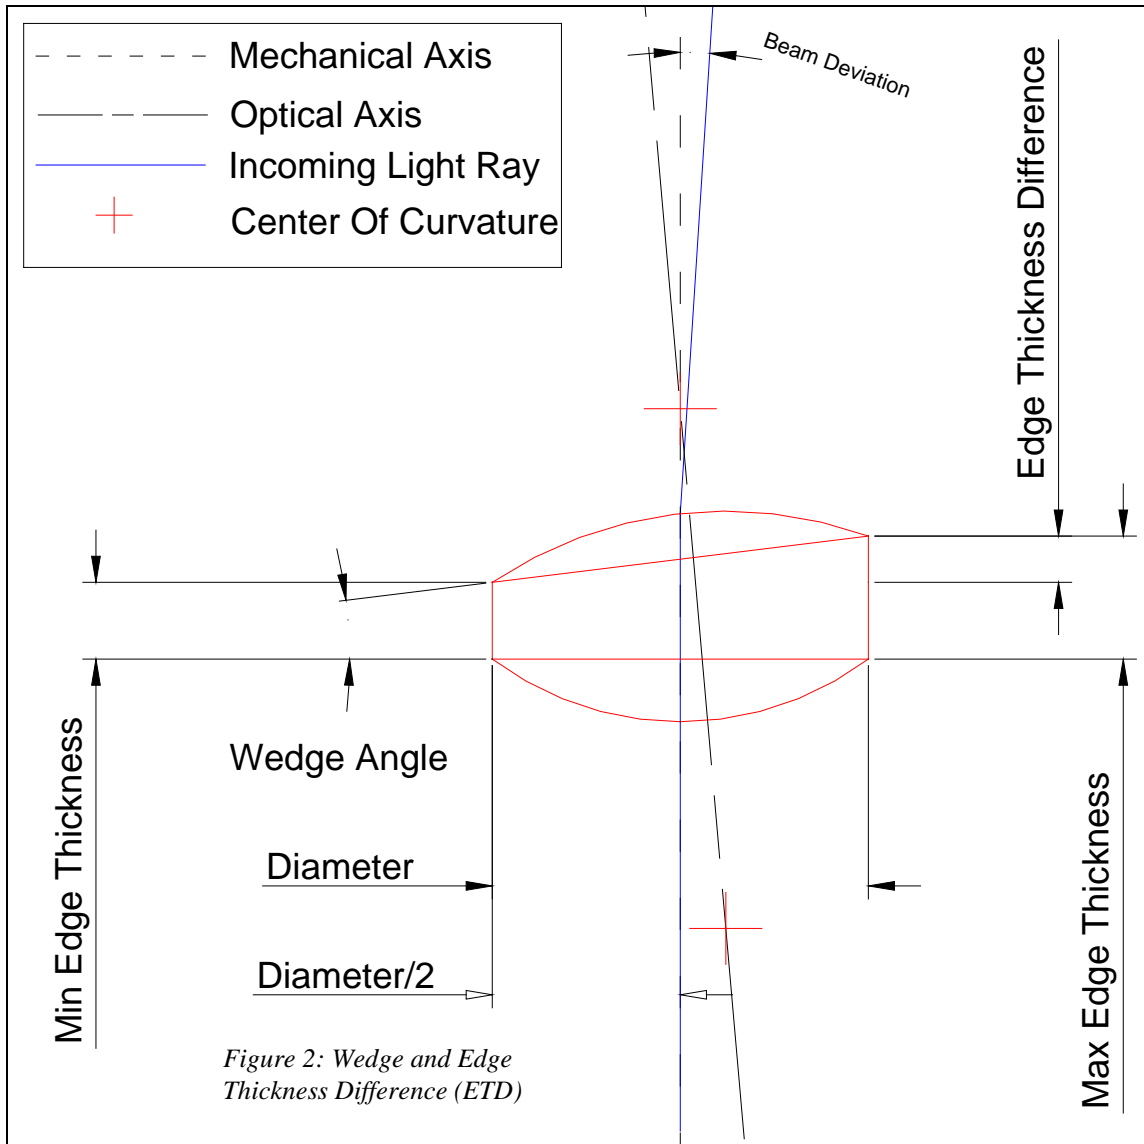 Mechanical Axis
Optical Axis
Incoming Light Ray
Center Of Curvature
Beam Deviation
Edge Thickness Difference
Min Edge Thickness
Wedge Angle
Max Edge Thickness
Diameter
Diameter/2
Figure 2: Wedge and Edge
Thickness Difference (ETD)